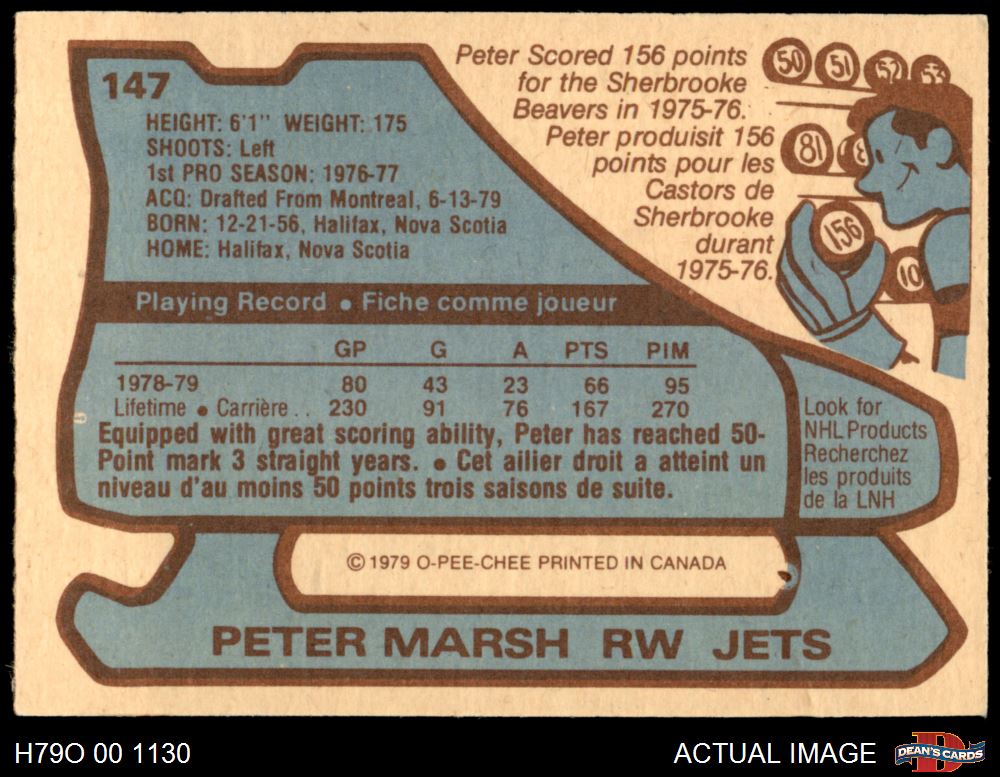 147
HEIGHT: 6'1" WEIGHT: 175
SHOOTS: Left
1st PRO SEASON: 1976-77
ACQ: Drafted From Montreal, 6-13-79
BORN: 12-21-56, Halifax, Nova Scotia
HOME: Halifax, Nova Scotia
Peter Scored 156 points
for the Sherbrooke
Beavers in 1975-76.
Peter produisit 156
points pour les
Castors de
Sherbrooke
durant
1975-76.
50 51 52 53
81
156
10
Playing Record • Fiche comme joueur
GP G A PTS PIM
1978-79 80 43 23 66 95
Lifetime • Carrière . . 230 91 76 167 270
Equipped with great scoring ability, Peter has reached 50-
Point mark 3 straight years. • Cet ailier droit a atteint un
niveau d'au moins 50 points trois saisons de suite.
Look for
NHL Products
Recherchez
les produits
de la LNH
© 1979 O-PEE-CHEE PRINTED IN CANADA
PETER MARSH RW JETS
H79O 00 1130
ACTUAL IMAGE
D
DEAN'S CARDS